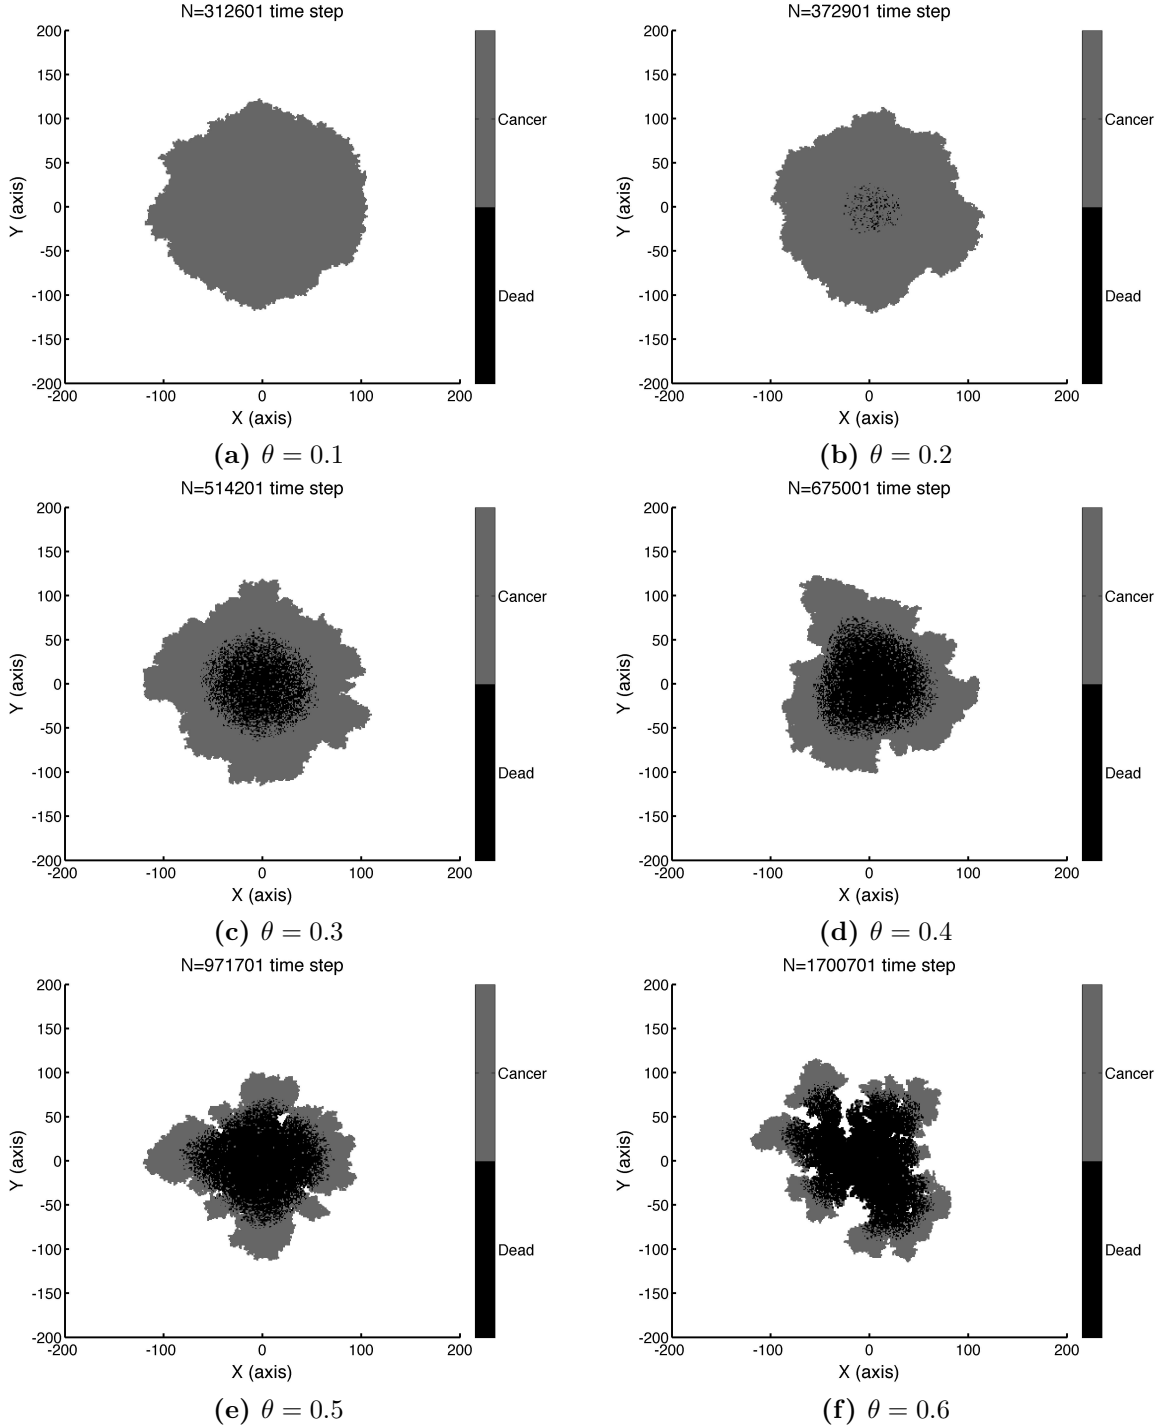 N=312601 time step
200
150
100
50
0
-50
-100
-150
-200
-200 -100 0 100 200
Y (axis)
X (axis)
Cancer
Dead
(a) θ = 0.1
N=372901 time step
200
150
100
50
0
-50
-100
-150
-200
-200 -100 0 100 200
Y (axis)
X (axis)
Cancer
Dead
(b) θ = 0.2
N=514201 time step
200
150
100
50
0
-50
-100
-150
-200
-200 -100 0 100 200
Y (axis)
X (axis)
Cancer
Dead
(c) θ = 0.3
N=675001 time step
200
150
100
50
0
-50
-100
-150
-200
-200 -100 0 100 200
Y (axis)
X (axis)
Cancer
Dead
(d) θ = 0.4
N=971701 time step
200
150
100
50
0
-50
-100
-150
-200
-200 -100 0 100 200
Y (axis)
X (axis)
Cancer
Dead
(e) θ = 0.5
N=1700701 time step
200
150
100
50
0
-50
-100
-150
-200
-200 -100 0 100 200
Y (axis)
X (axis)
Cancer
Dead
(f) θ = 0.6